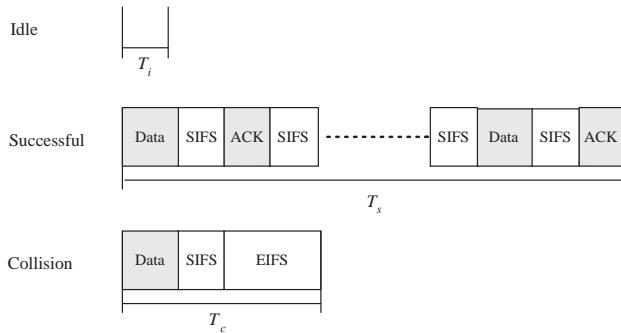 Idle
T_i
Successful
Data SIFS ACK SIFS SIFS Data SIFS ACK
T_s
Collision
Data SIFS EIFS
T_c